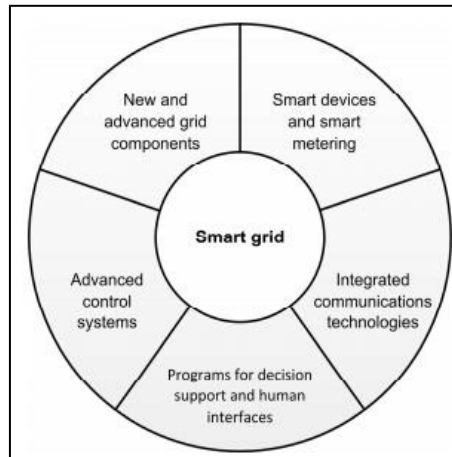 New and
advanced grid
components
Smart devices
and smart
metering
Smart grid
Advanced
control
systems
Integrated
communications
technologies
Programs for decision
support and human
interfaces